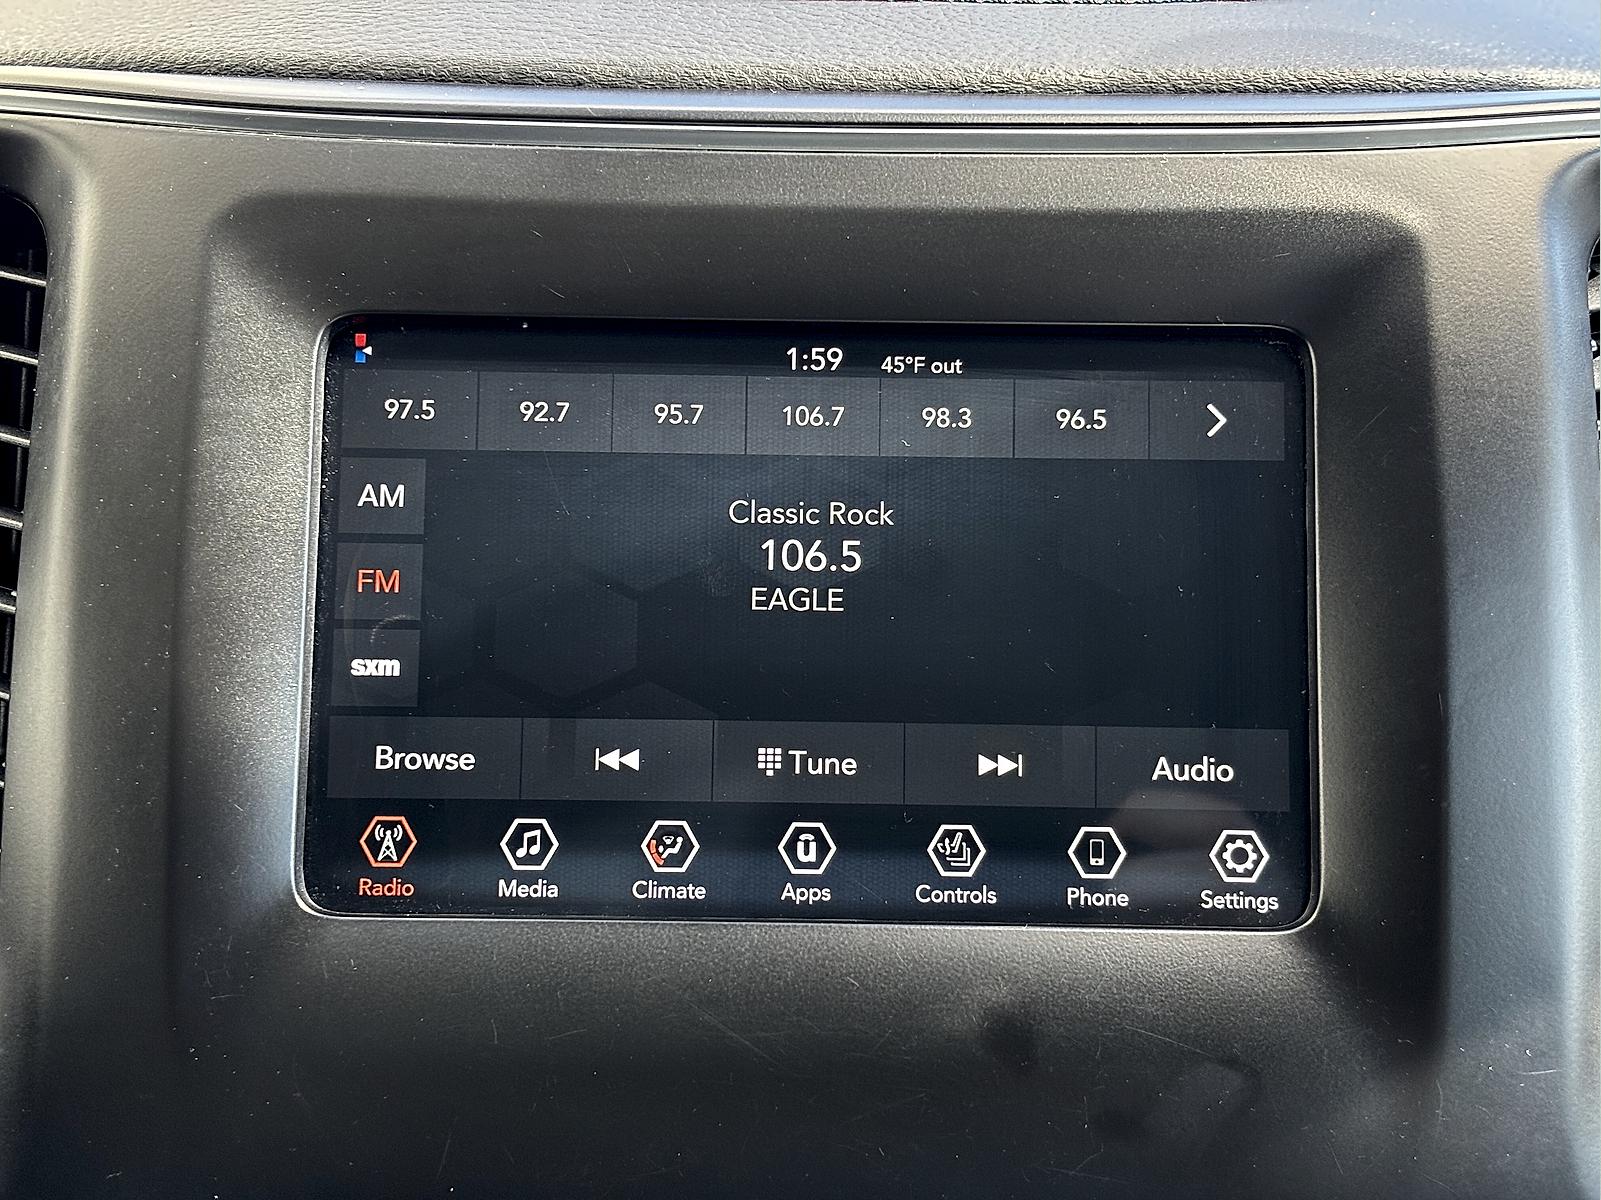 1:59 45°F out
97.5 92.7 95.7 106.7 98.3 96.5
AM
Classic Rock
106.5
FM
EAGLE
sxm
Browse Tune Audio
Radio Media Climate Apps Controls Phone Settings